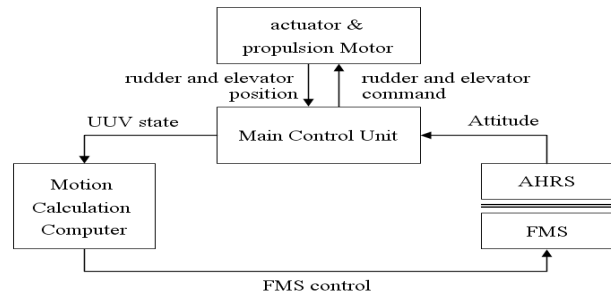 actuator &
propulsion Motor
rudder and elevator
position
rudder and elevator
command
UUV state
Main Control Unit
Attitude
Motion
Calculation
Computer
AHRS
FMS
FMS control